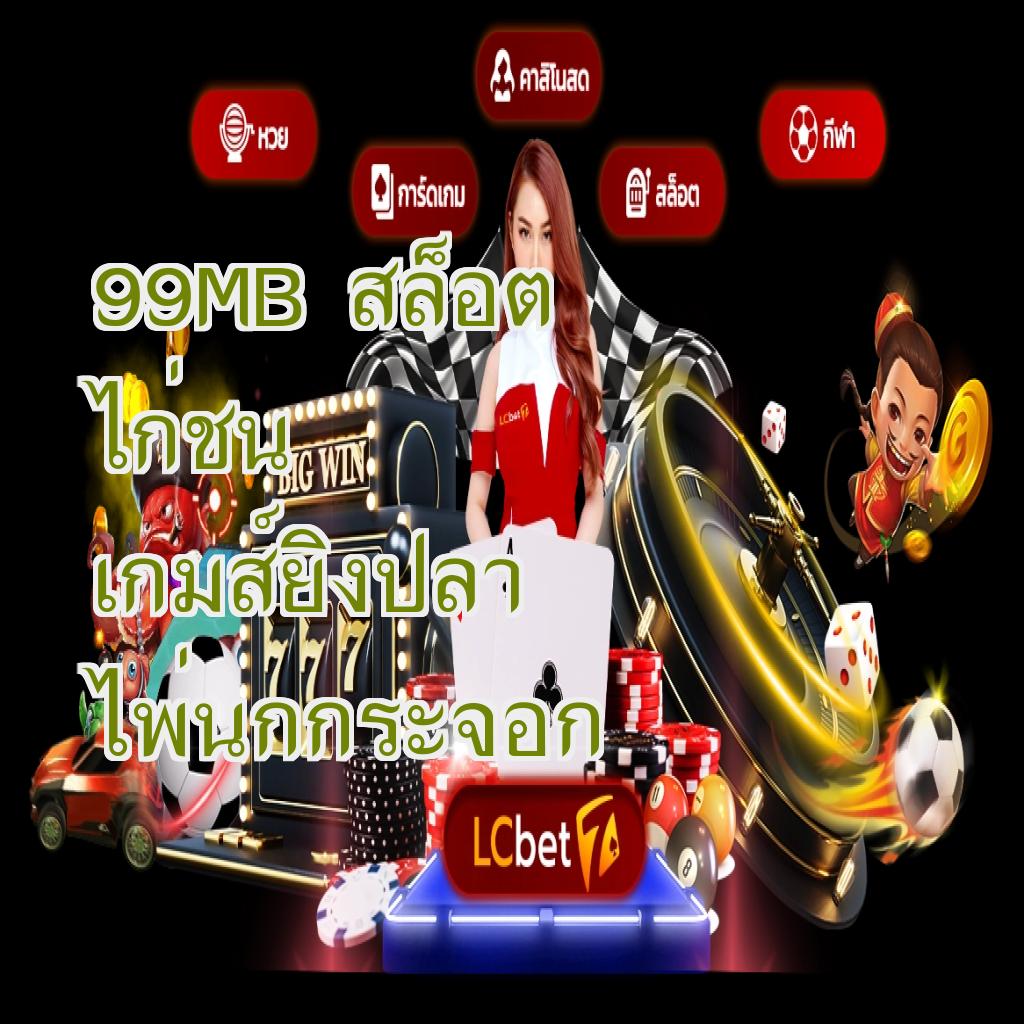 คาสิโนสด
หวย
กีฬา
การ์ดเกม
สล็อต
99MB สล็อต
ไก่ชน
LCbet
BIG WIN
เกมส์ยิงปลา
777
ไพ่นกกระจอก
LCbet
11
8